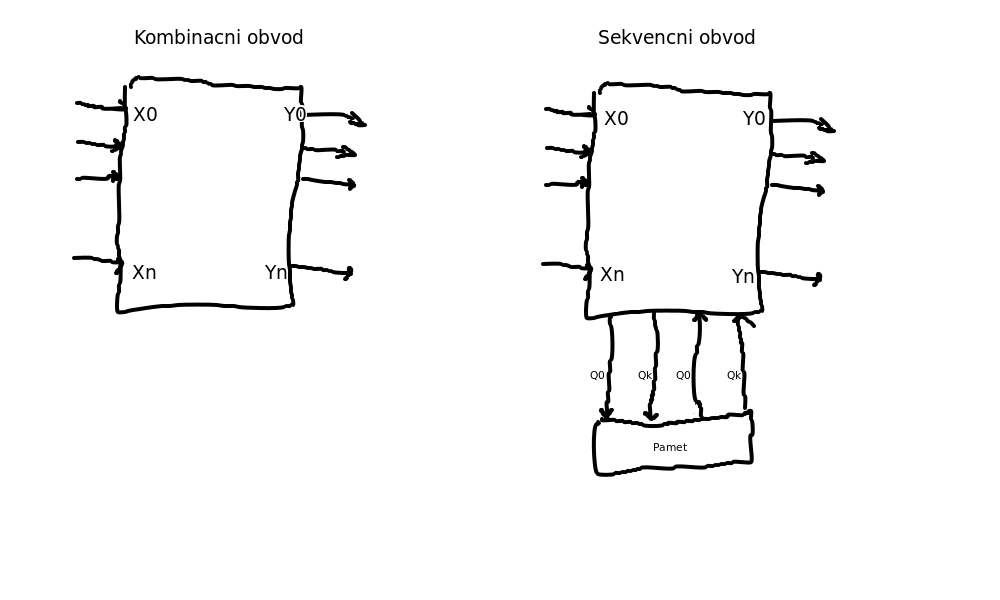 Kombinacni obvod
X0
Y0
Xn
Yn
Sekvencni obvod
X0
Y0
Xn
Yn
Q0
Qk
Q0
Qk
Pamet